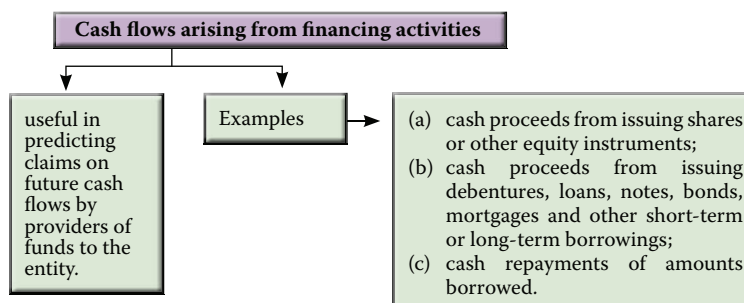 Cash flows arising from financing activities
useful in
predicting
claims on
future cash
flows by
providers of
funds to the
entity.
Examples
(a) cash proceeds from issuing shares
or other equity instruments;
(b) cash proceeds from issuing
debentures, loans, notes, bonds,
mortgages and other short-term
or long-term borrowings;
(c) cash repayments of amounts
borrowed.